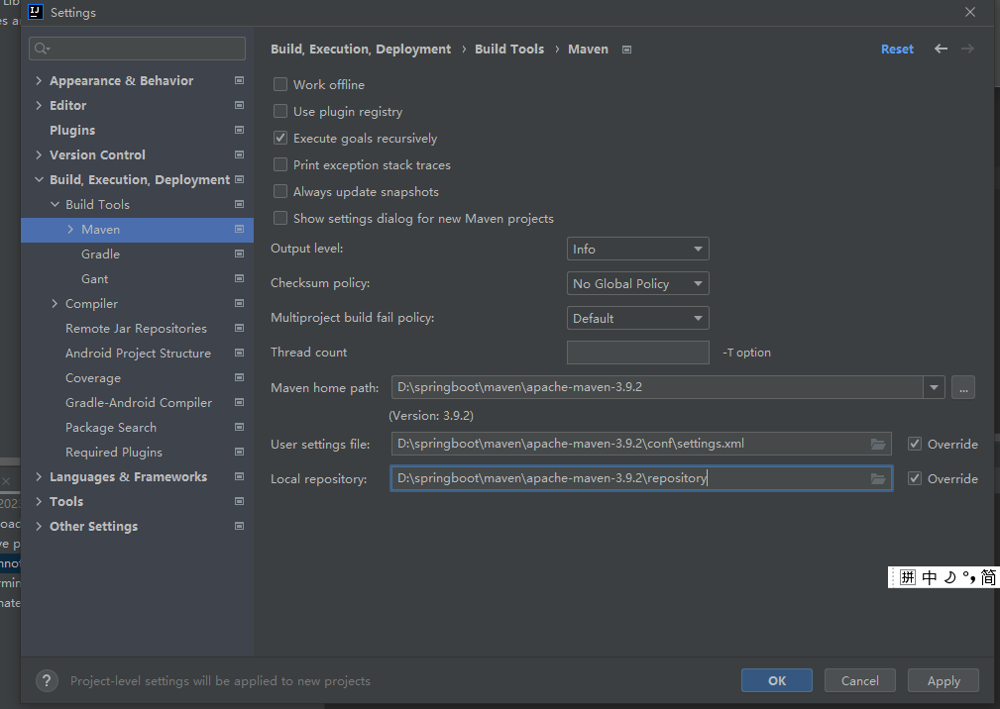 Settings
Build, Execution, Deployment › Build Tools › Maven
Reset
Appearance & Behavior
Editor
Plugins
Version Control
Build, Execution, Deployment
Build Tools
Maven
Gradle
Gant
Compiler
Remote Jar Repositories
Android Project Structure
Coverage
Gradle-Android Compiler
Package Search
Required Plugins
Languages & Frameworks
Tools
Other Settings
Work offline
Use plugin registry
Execute goals recursively
Print exception stack traces
Always update snapshots
Show settings dialog for new Maven projects
Output level: Info
Checksum policy: No Global Policy
Multiproject build fail policy: Default
Thread count -T option
Maven home path: D:\springboot\maven\apache-maven-3.9.2 ...
(Version: 3.9.2)
User settings file: D:\springboot\maven\apache-maven-3.9.2\conf\settings.xml Override
Local repository: D:\springboot\maven\apache-maven-3.9.2\repository Override
拼 中 简
? Project-level settings will be applied to new projects
OK Cancel Apply